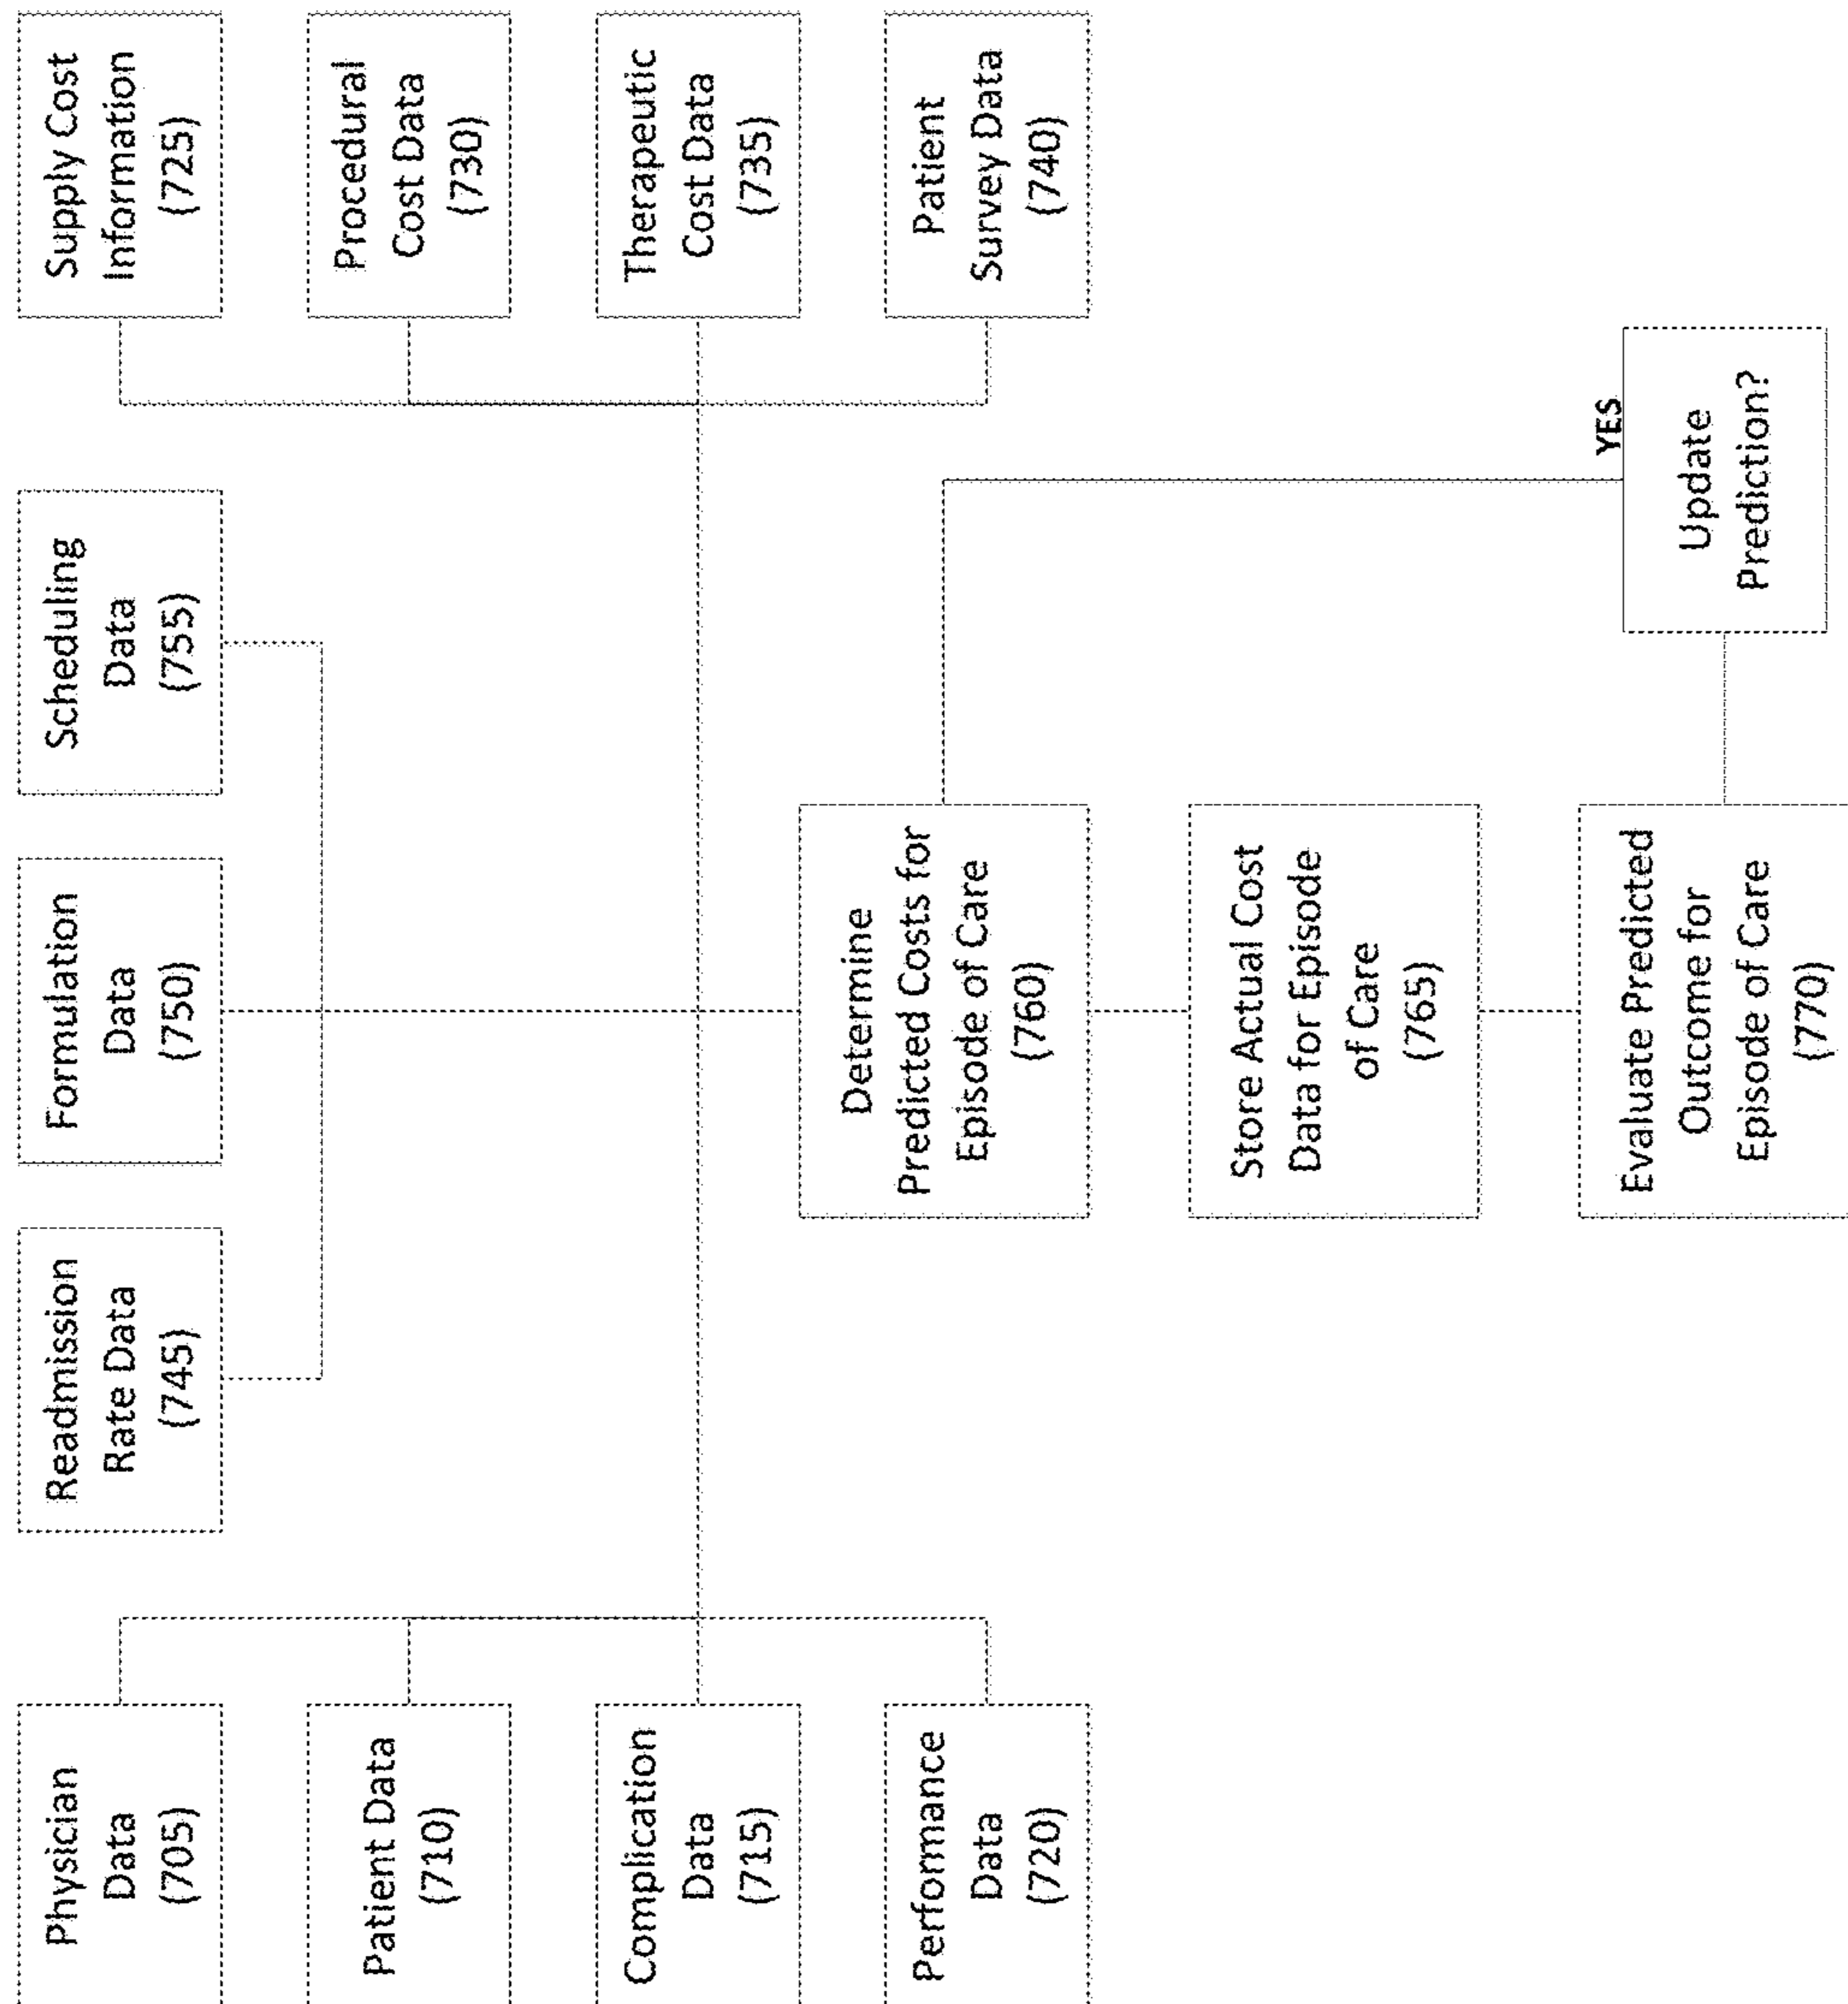 Physician
Data
(705)
Patient Data
(710)
Complication
Data
(715)
Performance
Data
(720)
Readmission
Rate Data
(745)
Formulation
Data
(750)
Scheduling
Data
(755)
Supply Cost
Information
(725)
Procedural
Cost Data
(730)
Therapeutic
Cost Data
(735)
Patient
Survey Data
(740)
Determine
Predicted Costs for
Episode of Care
(760)
Store Actual Cost
Data for Episode
of Care
(765)
Evaluate Predicted
Outcome for
Episode of Care
(770)
YES
Update
Prediction?